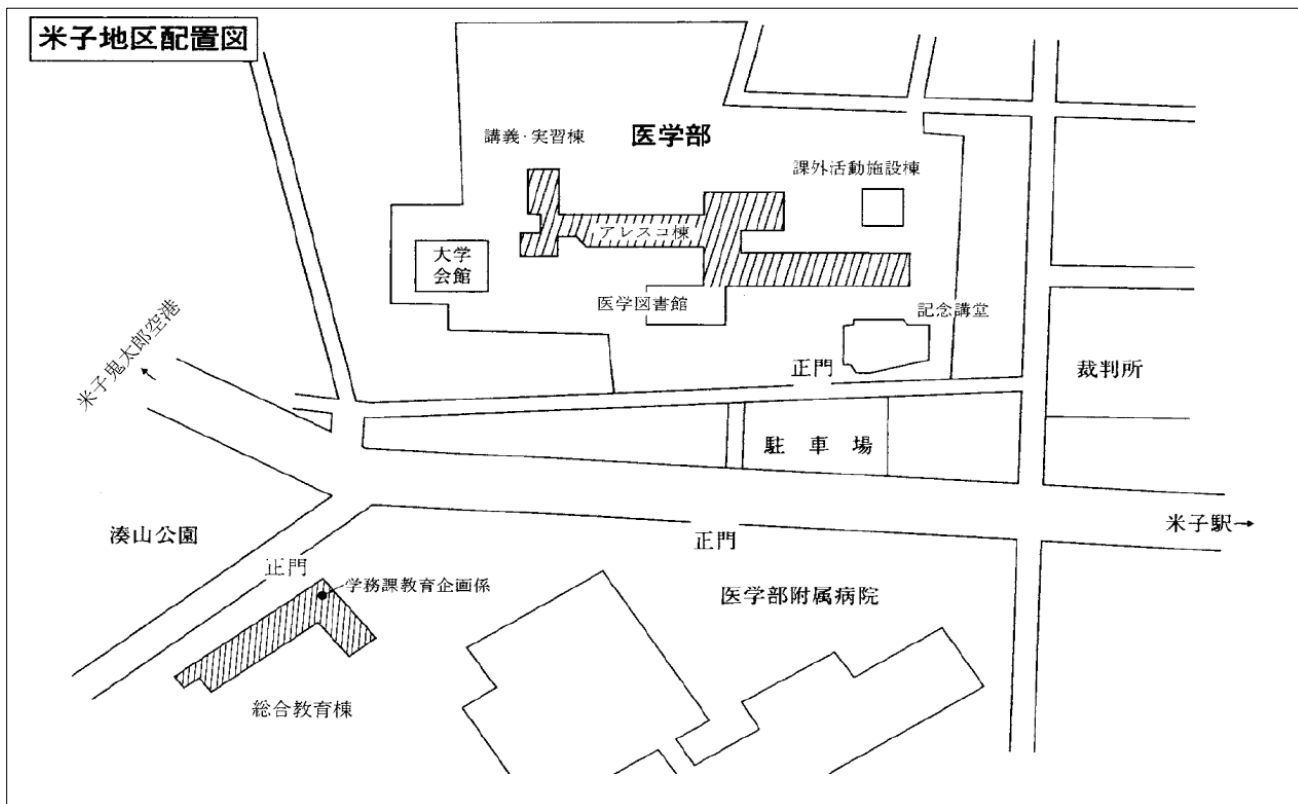 米子地区配置図
講義・実習棟
医学部
課外活動施設棟
アレスコ棟
大学
会館
医学図書館
記念講堂
米子鬼太郎空港
←
正門
裁判所
駐車場
湊山公園
正門
米子駅→
正門
学務課教育企画係
医学部附属病院
総合教育棟